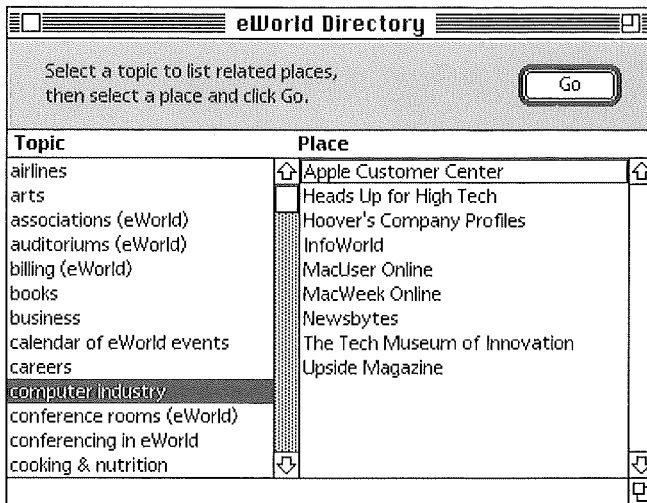 eWorld Directory
Select a topic to list related places,
then select a place and click Go.
Go
Topic
airlines
arts
associations (eWorld)
auditoriums (eWorld)
billing (eWorld)
books
business
calendar of eWorld events
careers
computer industry
conference rooms (eWorld)
conferencing in eWorld
cooking & nutrition
Place
Apple Customer Center
Heads Up for High Tech
Hoover's Company Profiles
InfoWorld
MacUser Online
MacWeek Online
Newsbytes
The Tech Museum of Innovation
Upside Magazine